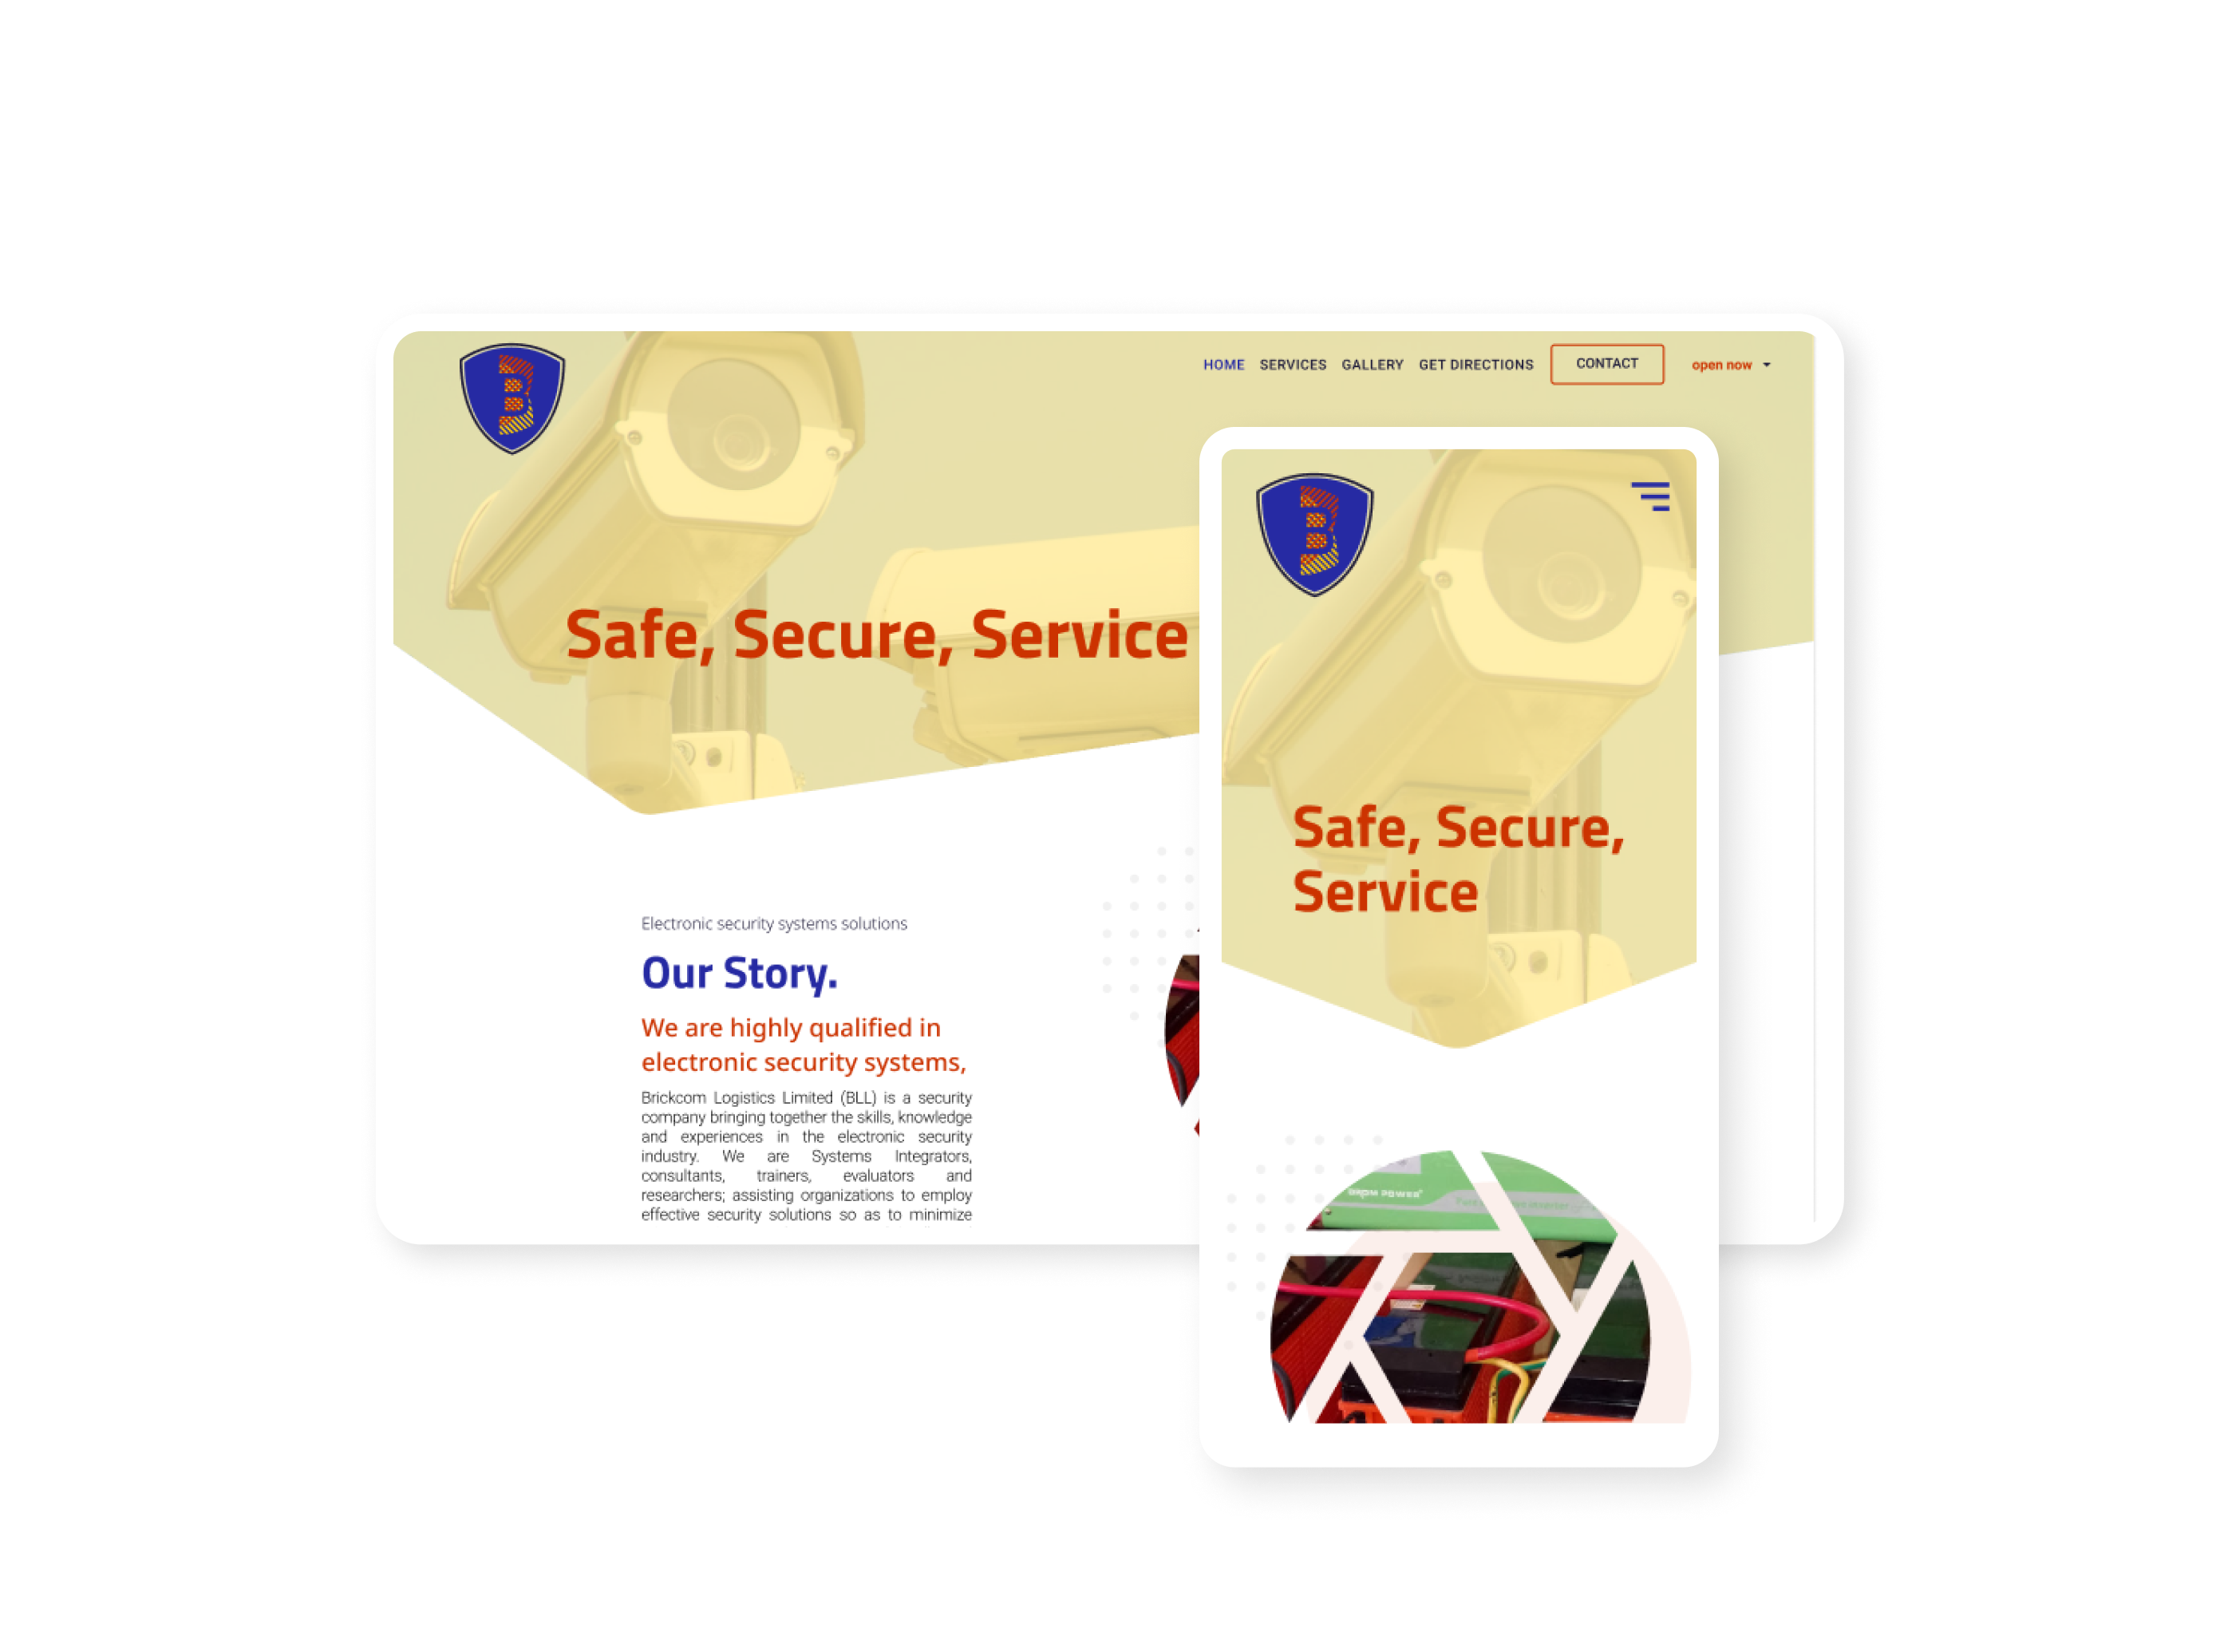 HOME SERVICES GALLERY GET DIRECTIONS CONTACT open now
Safe, Secure, Service
Electronic security systems solutions
Our Story.
We are highly qualified in
electronic security systems,
Brickcom Logistics Limited (BLL) is a security
company bringing together the skills, knowledge
and experiences in the electronic security
industry. We are Systems Integrators,
consultants, trainers, evaluators and
researchers; assisting organizations to employ
effective security solutions so as to minimize
B
B
Safe, Secure,
Service
POWER